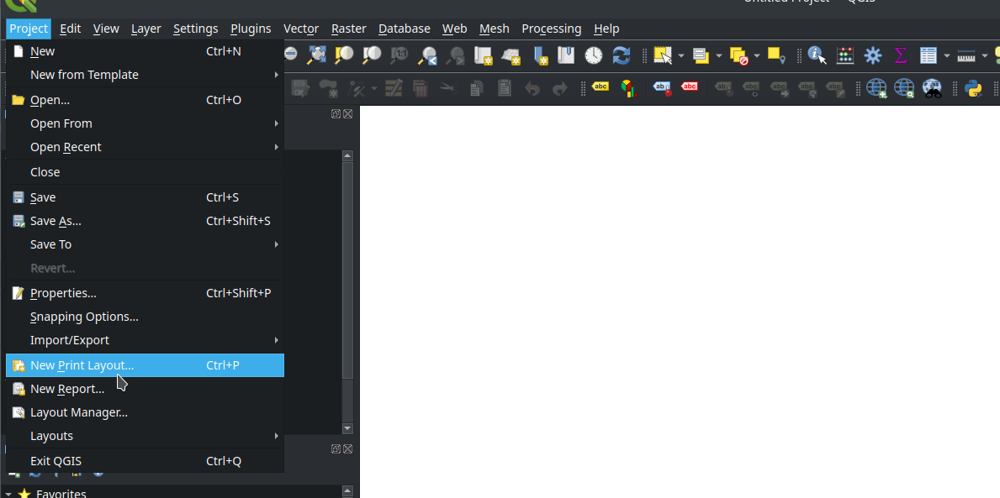 Untitled Project — QGIS
Project Edit View Layer Settings Plugins Vector Raster Database Web Mesh Processing Help
New Ctrl+N
New from Template
Open... Ctrl+O
Open From
Open Recent
Close
Save Ctrl+S
Save As... Ctrl+Shift+S
Save To
Revert...
Properties... Ctrl+Shift+P
Snapping Options...
Import/Export
New Print Layout... Ctrl+P
New Report...
Layout Manager...
Layouts
Exit QGIS Ctrl+Q
Favorites
abc
ab
abc